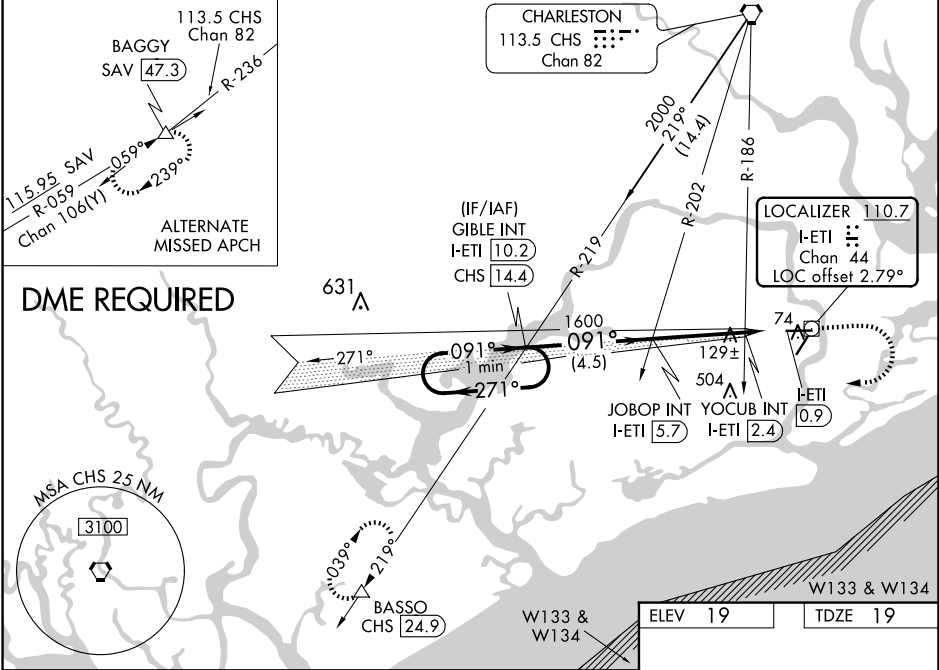 113.5 CHS
Chan 82
BAGGY
SAV 47.3
R-236
059°
239°
115.95 SAV
R-059
Chan 106(Y)
ALTERNATE
MISSED APCH
CHARLESTON
113.5 CHS
Chan 82
2000
219°
(14.4)
R-186
R-202
R-219
LOCALIZER 110.7
I-ETI
Chan 44
LOC offset 2.79°
(IF/IAF)
GIBLE INT
I-ETI 10.2
CHS 14.4
DME REQUIRED
631
1600
091°
(4.5)
091°
1 min
271°
271°
74
129±
504
I-ETI
0.9
JOBOP INT
I-ETI 5.7
YOCUB INT
I-ETI 2.4
MSA CHS 25 NM
3100
039°
219°
BASSO
CHS 24.9
W133 & W134
W133 &
W134
ELEV 19
TDZE 19